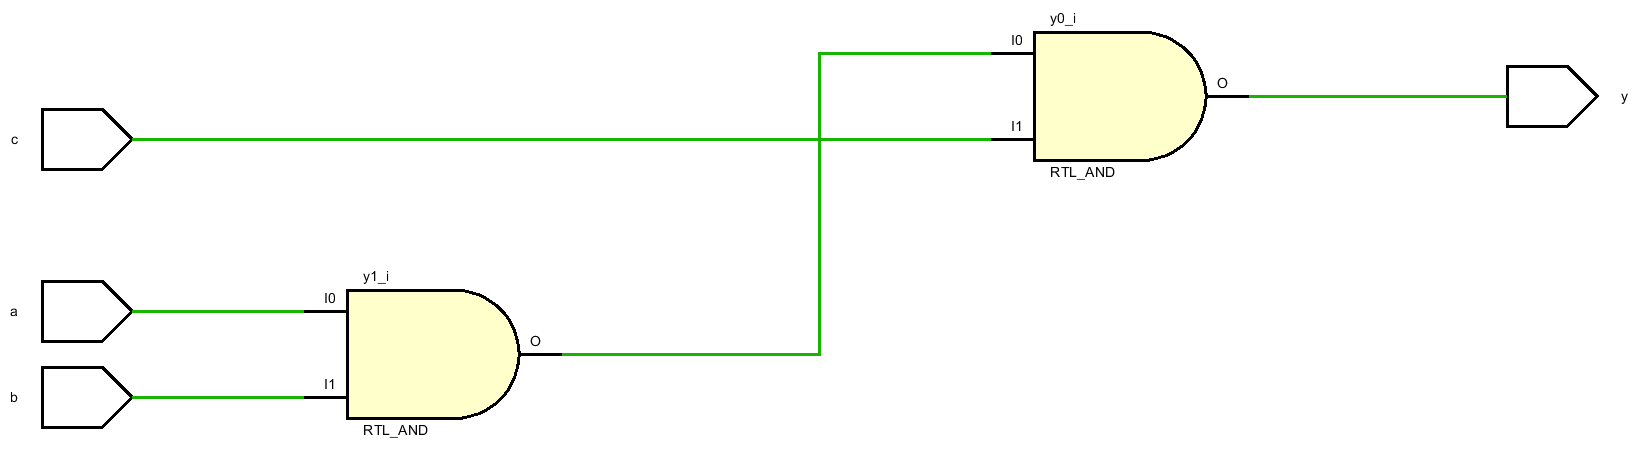 y0_i
I0
O
y
I1
c
RTL_AND
y1_i
I0
a
O
I1
b
RTL_AND